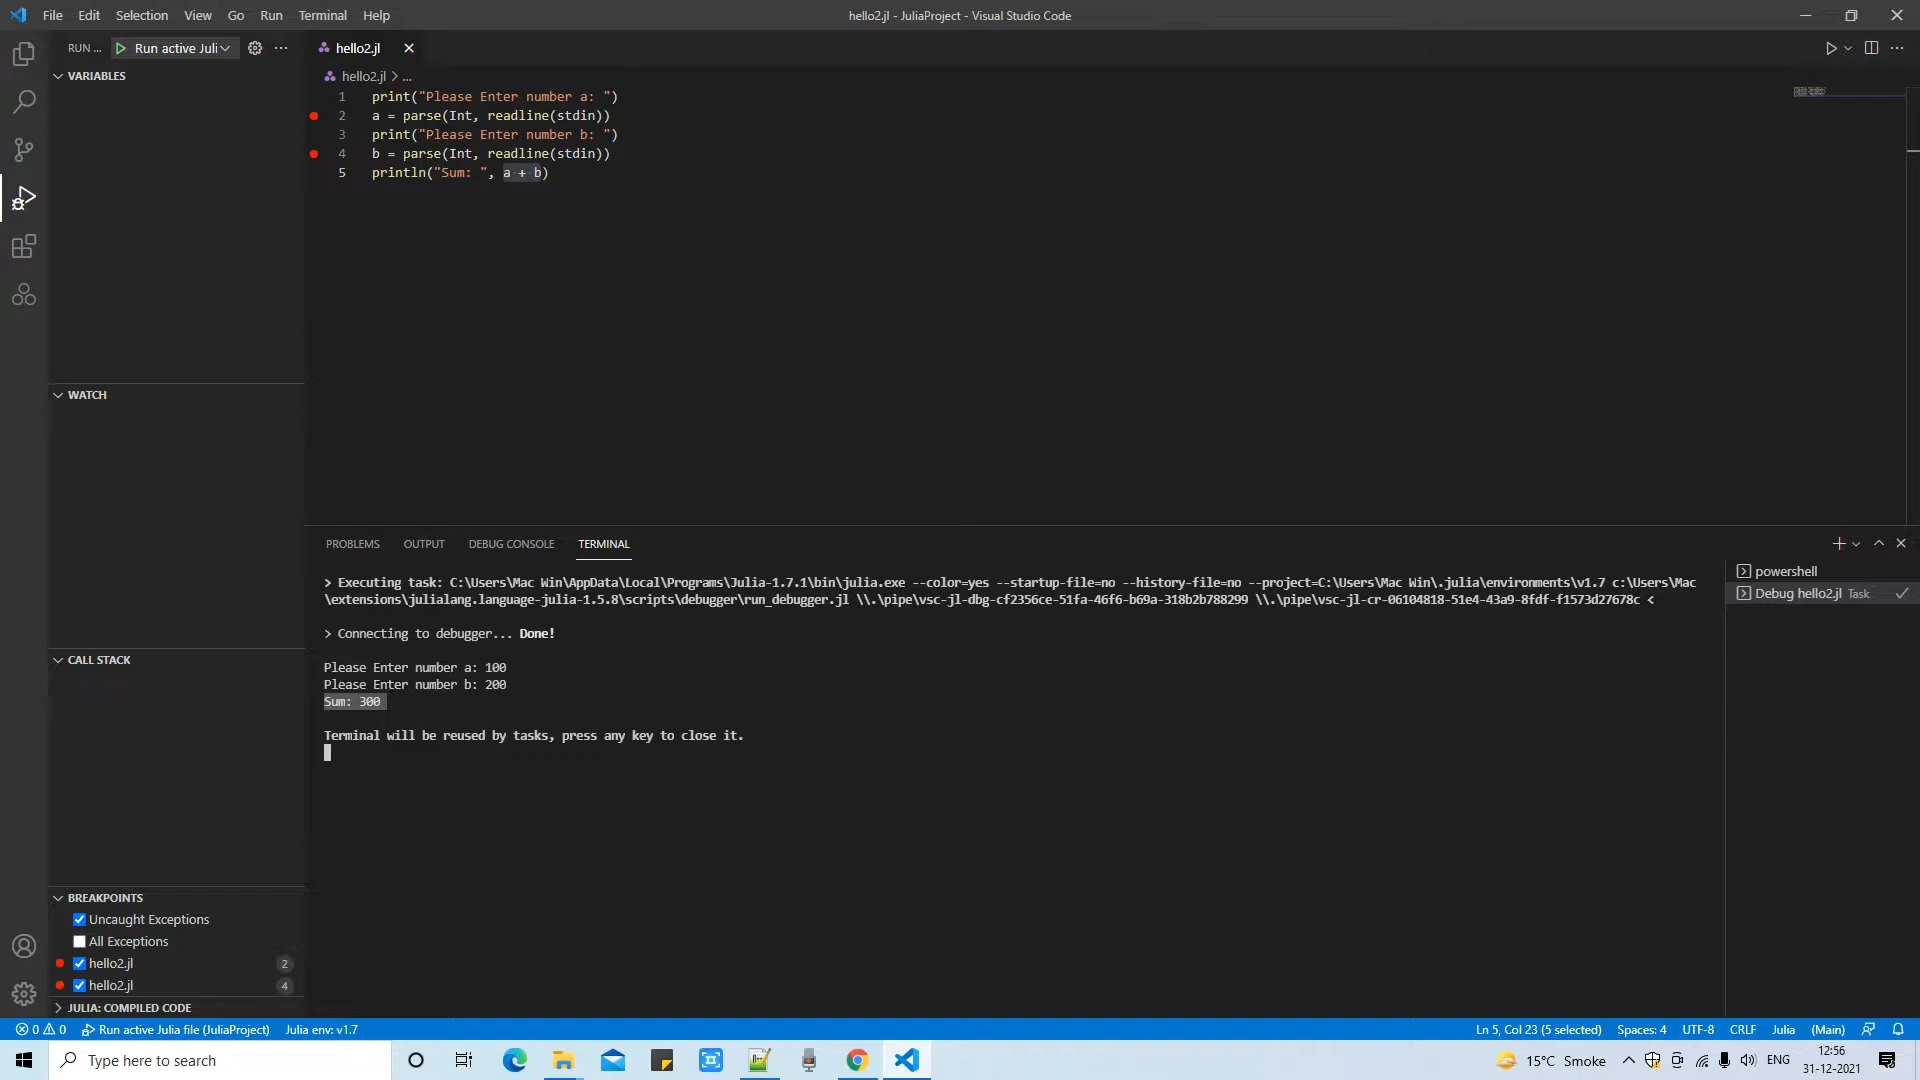 File Edit Selection View Go Run Terminal Help
hello2.jl - JuliaProject - Visual Studio Code
RUN ... Run active Juli
hello2.jl
VARIABLES
hello2.jl > ...
1 print("Please Enter number a: ")
2 a = parse(Int, readline(stdin))
3 print("Please Enter number b: ")
4 b = parse(Int, readline(stdin))
5 println("Sum: ", a + b)
WATCH
CALL STACK
BREAKPOINTS
Uncaught Exceptions
All Exceptions
hello2.jl 2
hello2.jl 4
JULIA: COMPILED CODE
PROBLEMS OUTPUT DEBUG CONSOLE TERMINAL
> Executing task: C:\Users\Mac Win\AppData\Local\Programs\Julia-1.7.1\bin\julia.exe --color=yes --startup-file=no --history-file=no --project=C:\Users\Mac Win\.julia\environments\v1.7 c:\Users\Mac
\extensions\julialang.language-julia-1.5.8\scripts\debugger\run_debugger.jl \\.\pipe\vsc-jl-dbg-cf2356ce-51fa-46f6-b69a-318b2b788299 \\.\pipe\vsc-jl-cr-06104818-51e4-43a9-8fdf-f1573d27678c <
> Connecting to debugger... Done!
Please Enter number a: 100
Please Enter number b: 200
Sum: 300
Terminal will be reused by tasks, press any key to close it.
powershell
Debug hello2.jl Task
0 0 Run active Julia file (JuliaProject) Julia env: v1.7
Ln 5, Col 23 (5 selected) Spaces: 4 UTF-8 CRLF Julia (Main)
Type here to search
15°C Smoke
ENG
12:56
31-12-2021